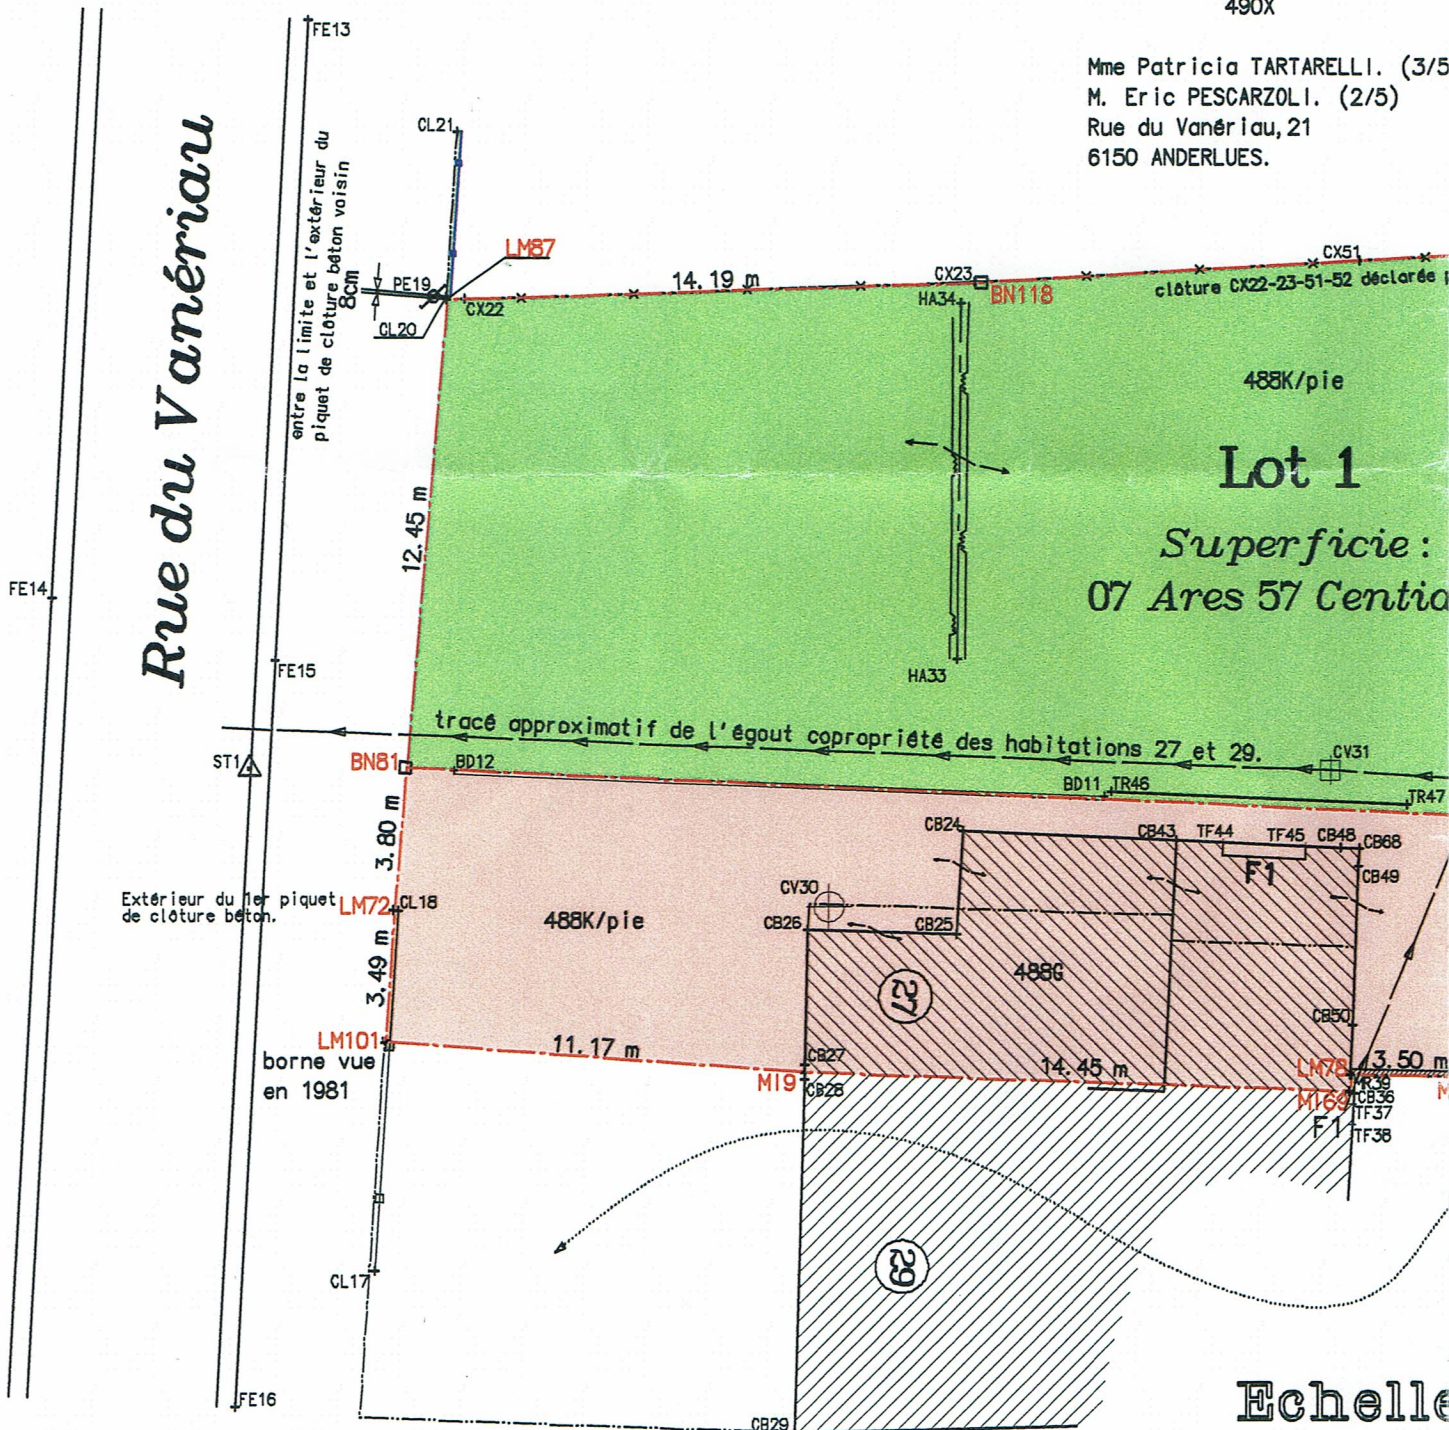 490X
FE13
Mme Patricia TARTARELLI. (3/5
M. Eric PESCARZOLI. (2/5)
Rue du Vanériau,21
6150 ANDERLUES.
Rue du Vanériau
CL21
entre la limite et l'extérieur du
piquet de clôture béton voisin
8cm
LM87
PE19
CL20
CX22
14.19 m
CX23
HA34
BN118
CX51
clôture CX22-23-51-52 déclarée
488K/pie
Lot 1
Superficie :
07 Ares 57
12.45 m
FE14
FE15
HA33
tracé approximatif de l'égout copropriété des habitations 27 et 29.
CV31
ST1
BN81
BD12
BD11
TR46
TR47
3.80 m
CB24
CB43
TF44
TF45
CB48
CB68
F1
CB49
Extérieur du 1er piquet
de clôture béton.
LM72
CL18
488K/pie
CV30
CB26
CB25
3.49 m
27
488G
CB50
LM101
borne vue
en 1981
11.17 m
CB27
MI9
CB28
14.45 m
LM78
3.50 m
MR39
MI69
CB36
TF37
F1
TF38
M
29
CL17
FE16
CB29
Echelle